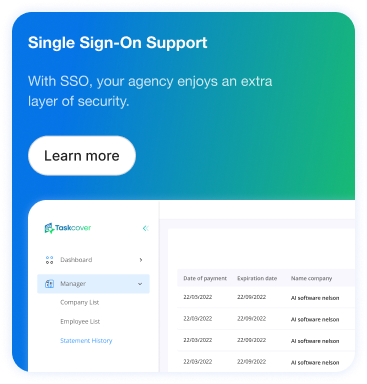 Single Sign-On Support
With SSO, your agency enjoys an extra
layer of security.
Learn more
Taskcover
Dashboard
Manager
Company List
Employee List
Statement History
Date of payment Expiration date Name company
22/03/2022 22/09/2022 AI software nelson
22/03/2022 22/09/2022 AI software nelson
22/03/2022 22/09/2022 AI software nelson
22/03/2022 22/09/2022 AI software nelson